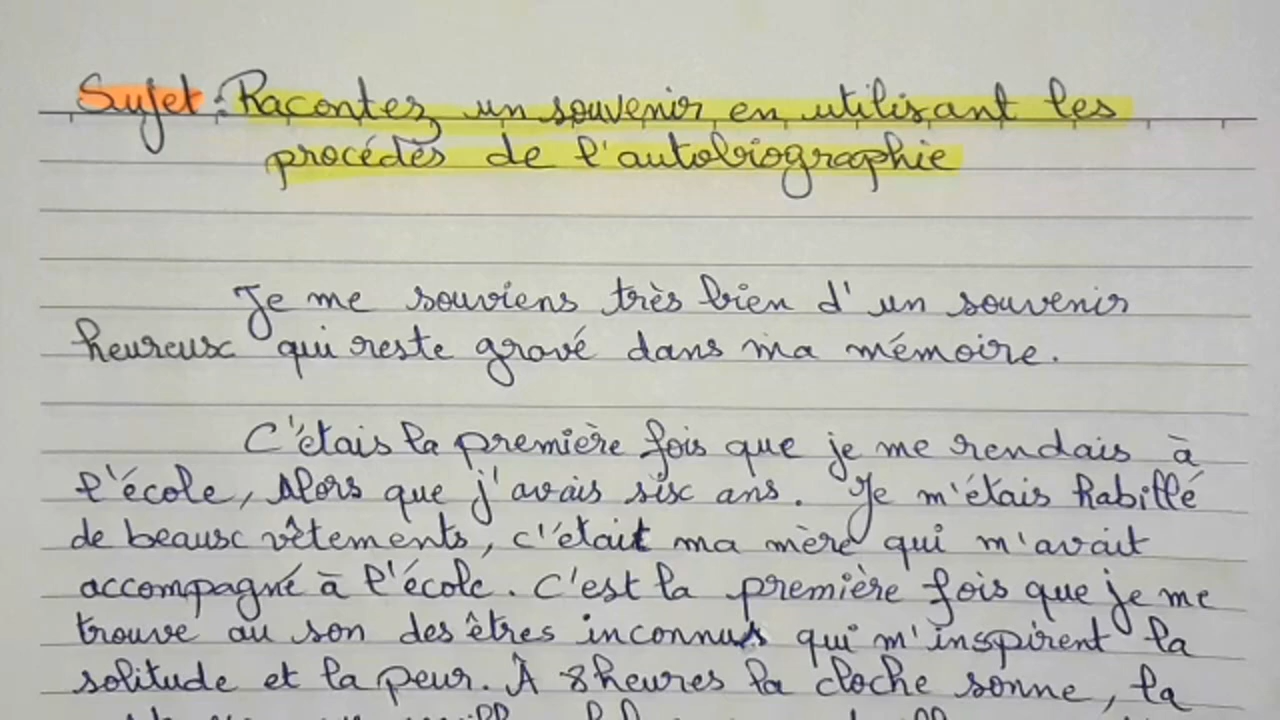 Sujet : Racontez un souvenir en utilisant les
procédés de l'autobiographie
Je me souviens très bien d'un souvenir
heureux qui reste gravé dans ma mémoire.
C'étais la première fois que je me rendais à
l'école, Alors que j'avais six ans. Je m'étais habillé
de beaux vêtements, c'était ma mère qui m'avait
accompagné à l'école. C'est la première fois que je me
trouve au son des êtres inconnus qui m'inspirent la
solitude et la peur. À 8heures la cloche sonne, la